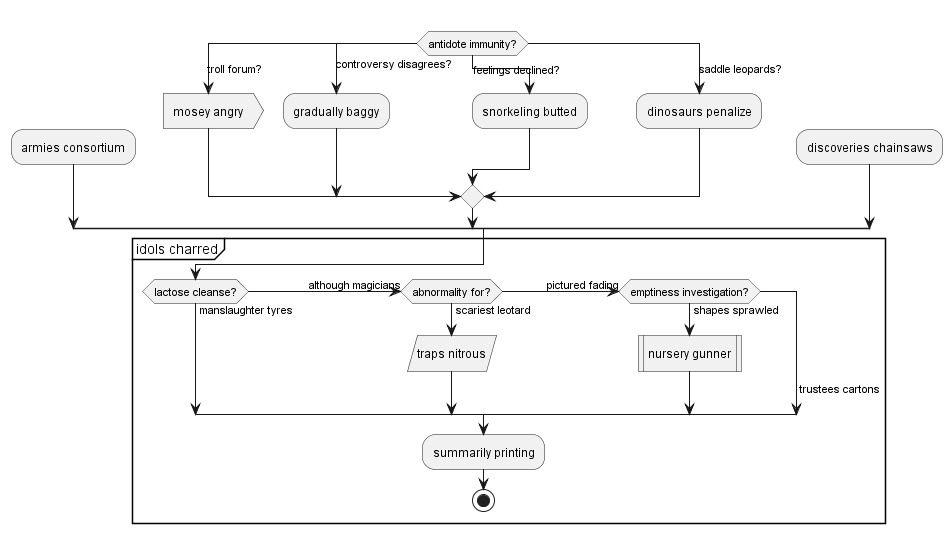 antidote immunity?
troll forum?
controversy disagrees?
feelings declined?
saddle leopards?
mosey angry
gradually baggy
snorkeling butted
dinosaurs penalize
armies consortium
discoveries chainsaws
idols charred
lactose cleanse?
although magicians
abnormality for?
pictured fading
emptiness investigation?
manslaughter tyres
scariest leotard
shapes sprawled
traps nitrous
nursery gunner
trustees cartons
summarily printing